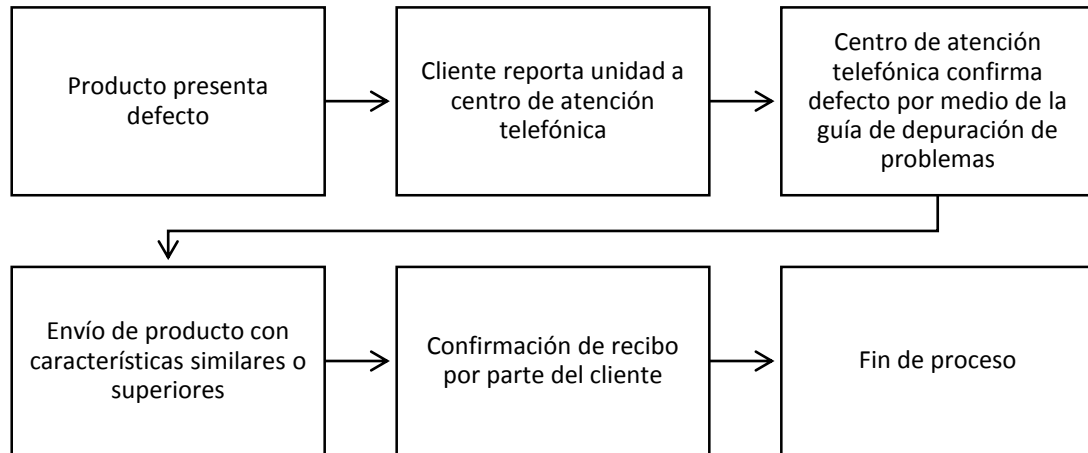 Producto presenta
defecto
Cliente reporta unidad a
centro de atención
telefónica
Centro de atención
telefónica confirma
defecto por medio de la
guía de depuración de
problemas
Envío de producto con
características similares o
superiores
Confirmación de recibo
por parte del cliente
Fin de proceso